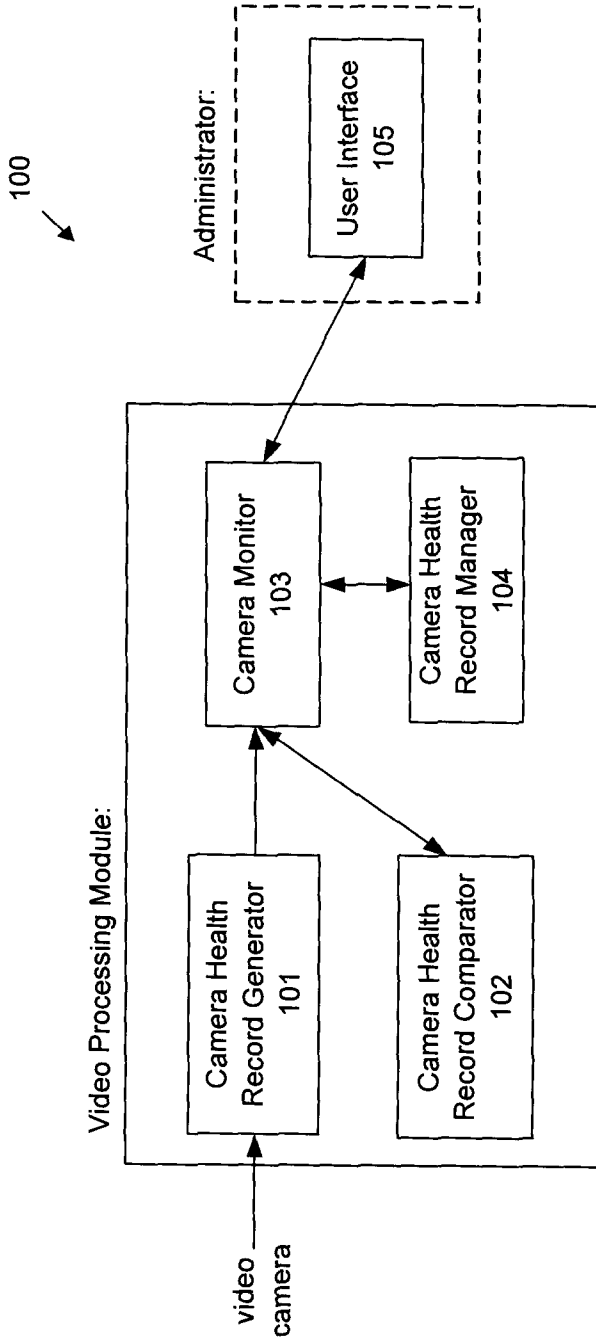 100
Video Processing Module:
Administrator:
video
camera
Camera Health
Record Generator
101
Camera Monitor
103
User Interface
105
Camera Health
Record Comparator
102
Camera Health
Record Manager
104